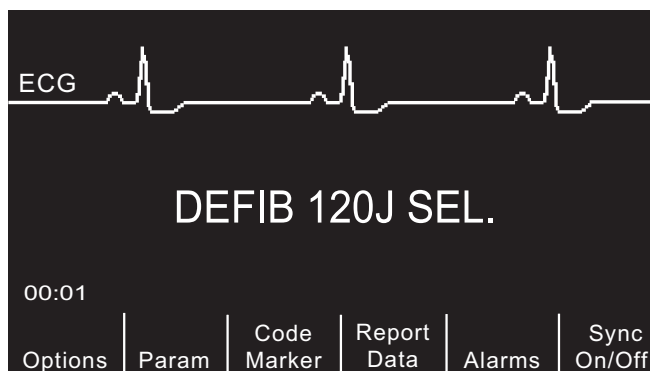 ECG
DEFIB 120J SEL.
00:01
Options Param Code Marker Report Data Alarms Sync On/Off